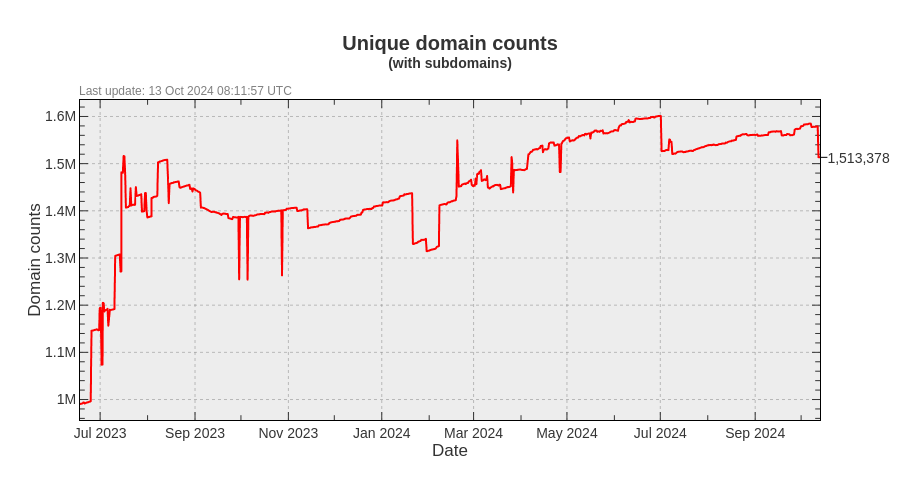 Unique domain counts
(with subdomains)
Last update: 13 Oct 2024 08:11:57 UTC
1.6M
1.5M
1.4M
1.3M
1.2M
1.1M
1M
Domain counts
1,513,378
Jul 2023 Sep 2023 Nov 2023 Jan 2024 Mar 2024 May 2024 Jul 2024 Sep 2024
Date